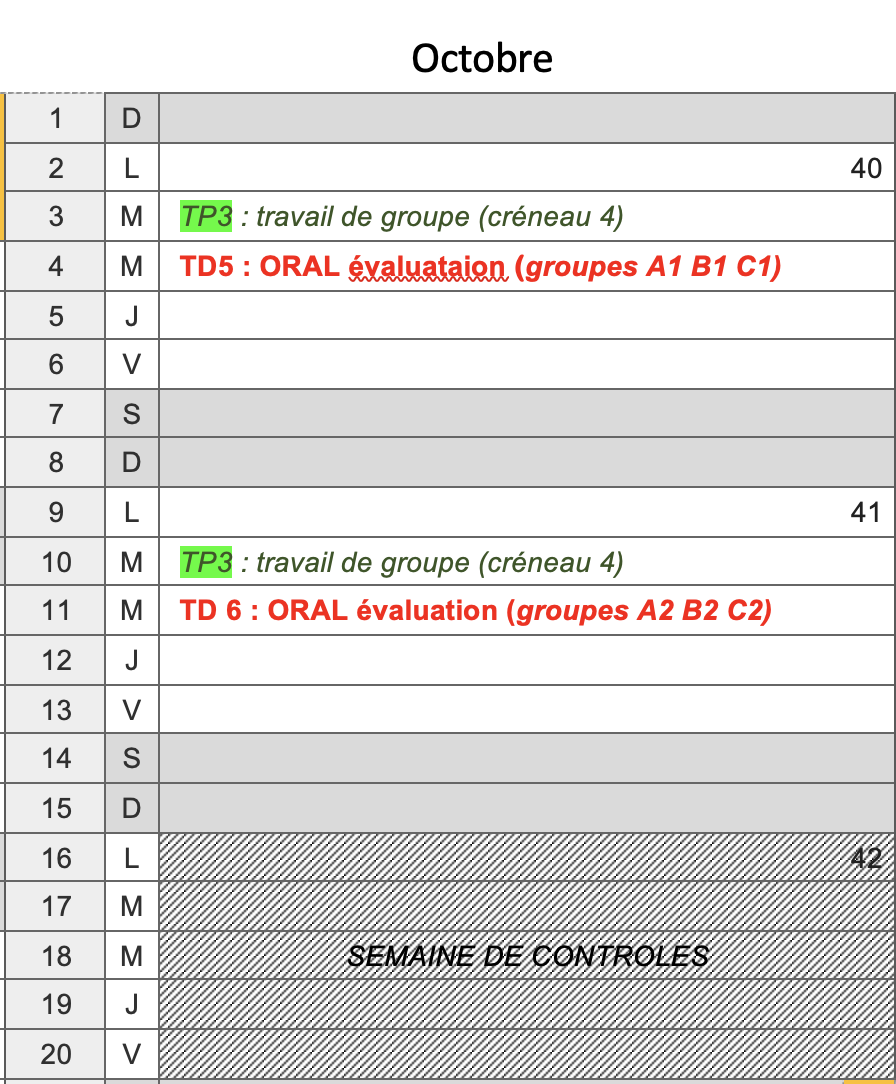 Octobre
1 D
2 L 40
3 M TP3 : travail de groupe (créneau 4)
4 M TD5 : ORAL évaluataion (groupes A1 B1 C1)
5 J
6 V
7 S
8 D
9 L 41
10 M TP3 : travail de groupe (créneau 4)
11 M TD 6 : ORAL évaluation (groupes A2 B2 C2)
12 J
13 V
14 S
15 D
16 L 42
17 M
18 M SEMAINE DE CONTROLES
19 J
20 V